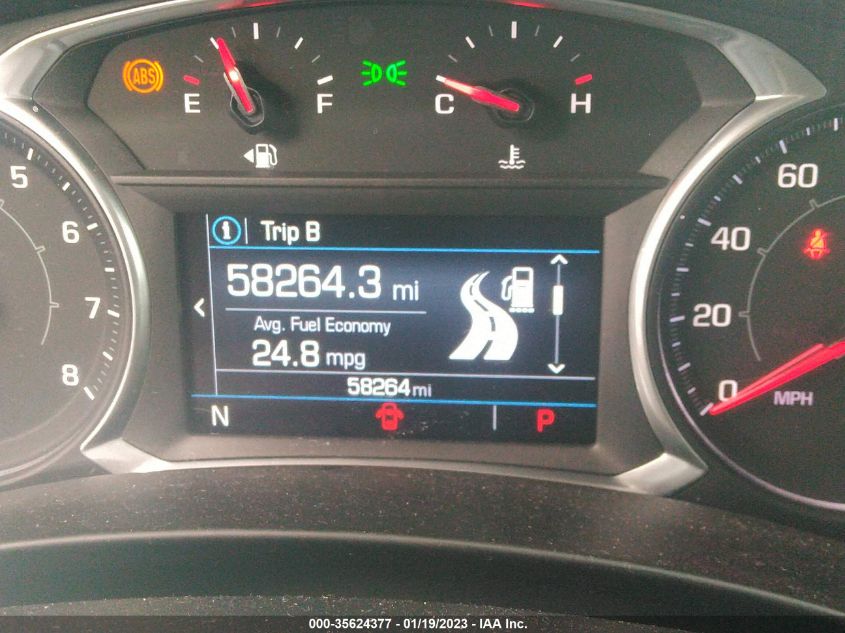 ABS
E F
C H
5
6
7
8
60
40
20
0
MPH
i Trip B
58264.3 mi
Avg. Fuel Economy
24.8 mpg
58264 mi
N P
000-35624377 - 01/19/2023 - IAA Inc.